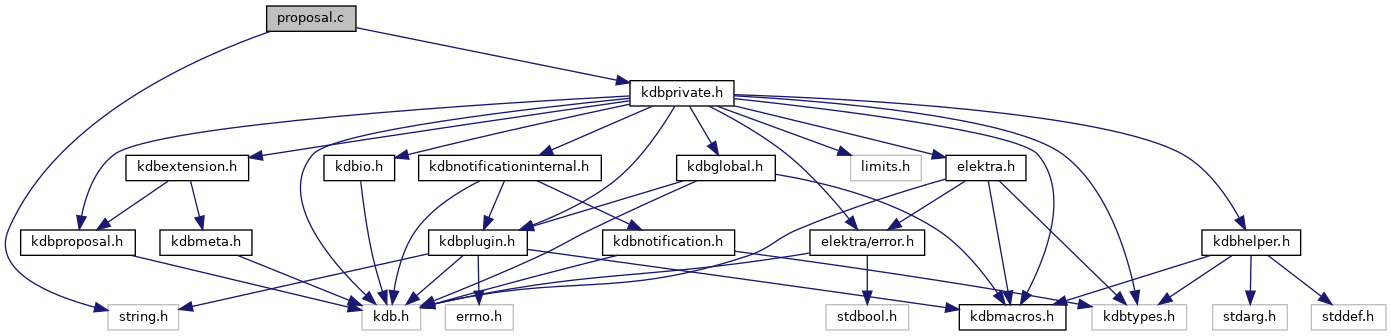 proposal.c
kdbprivate.h
kdbextension.h
kdbio.h
kdbnotificationinternal.h
kdbglobal.h
limits.h
elektra.h
kdbproposal.h
kdbmeta.h
kdbplugin.h
kdbnotification.h
elektra/error.h
kdbhelper.h
string.h
kdb.h
errno.h
stdbool.h
kdbmacros.h
kdbtypes.h
stdarg.h
stddef.h